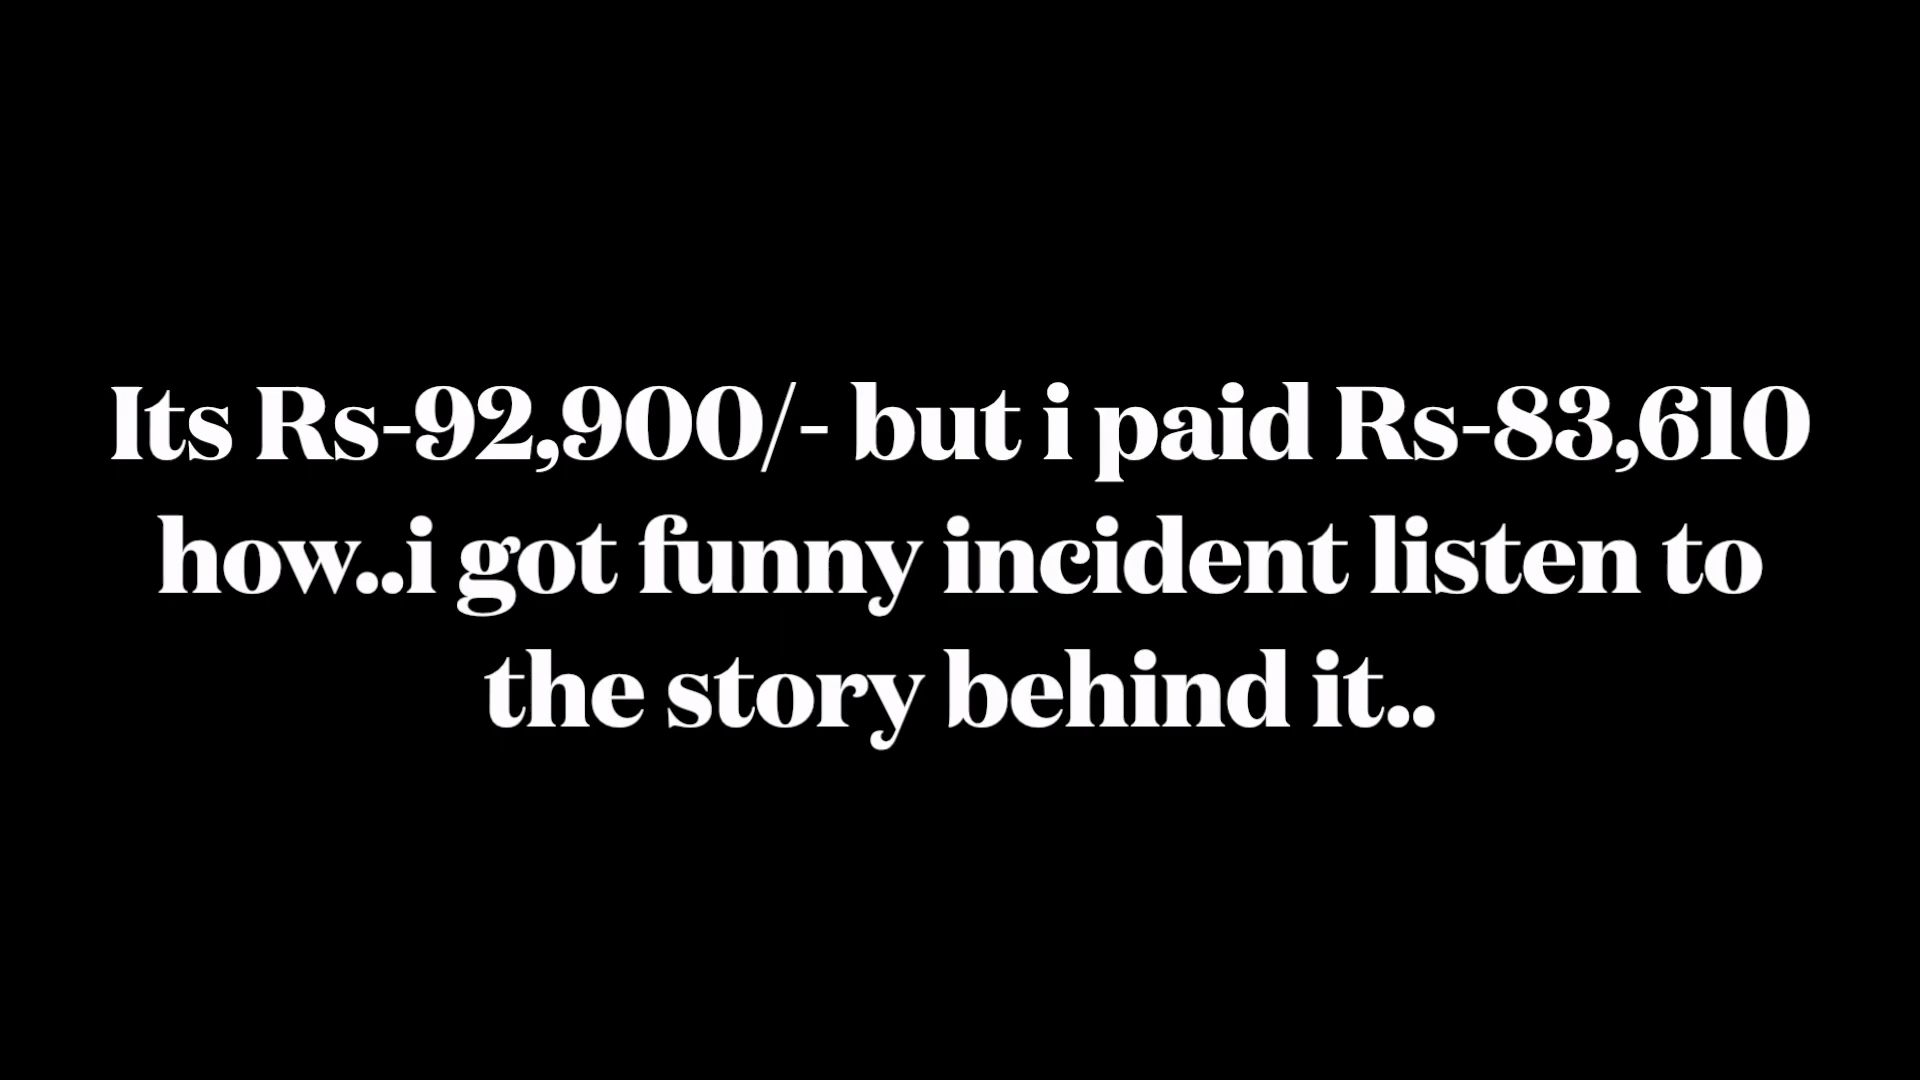 Its Rs-92,900/- but i paid Rs-83,610
how..i got funny incident listen to
the story behind it..